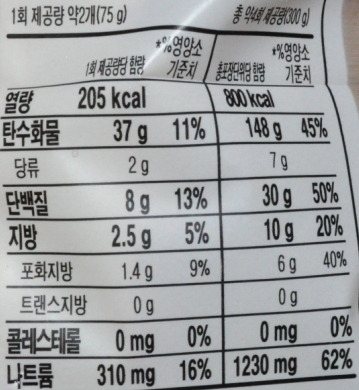 1회 제공량 약2개(75 g) 총 약4회 제공량(300 g)
1회 제공량당 함량 *%영양소 기준치 총포장단위당 함량 *%영양소 기준치
열량 205 kcal 800 kcal
탄수화물 37 g 11% 148 g 45%
당류 2 g 7 g
단백질 8 g 13% 30 g 50%
지방 2.5 g 5% 10 g 20%
포화지방 1.4 g 9% 6 g 40%
트랜스지방 0 g 0 g
콜레스테롤 0 mg 0% 0 mg 0%
나트륨 310 mg 16% 1230 mg 62%